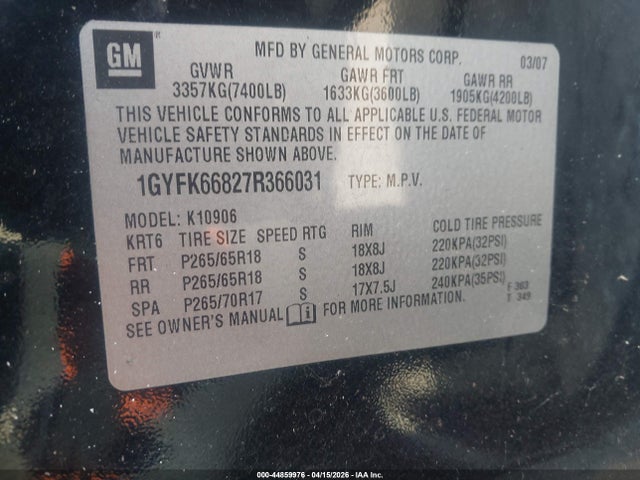 GM
MFD BY GENERAL MOTORS CORP. 03/07
GVWR GAWR FRT GAWR RR
3357KG(7400LB) 1633KG(3600LB) 1905KG(4200LB)
THIS VEHICLE CONFORMS TO ALL APPLICABLE U.S. FEDERAL MOTOR
VEHICLE SAFETY STANDARDS IN EFFECT ON THE DATE OF
MANUFACTURE SHOWN ABOVE.
1GYFK66827R366031 TYPE: M.P.V.
MODEL: K10906
KRT6 TIRE SIZE SPEED RTG RIM COLD TIRE PRESSURE
FRT P265/65R18 S 18X8J 220KPA(32PSI)
RR P265/65R18 S 18X8J 220KPA(32PSI)
SPA P265/70R17 S 17X7.5J 240KPA(35PSI)
SEE OWNER'S MANUAL FOR MORE INFORMATION.
F 363
T 349
000-44859976 - 04/15/2026 - IAA Inc.